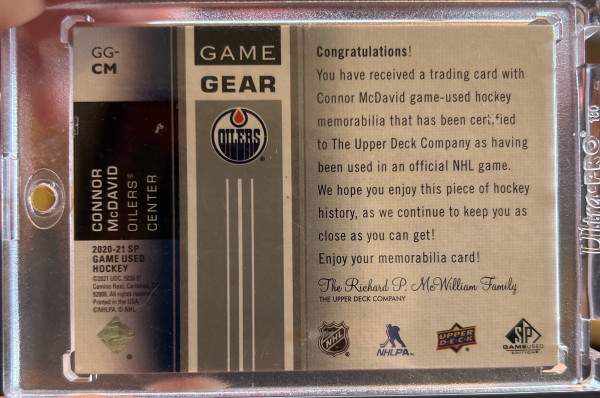 GG-
CM
GAME
GEAR
OILERS
CONNOR
McDAVID
OILERS®
CENTER
2020-21 SP
GAME USED
HOCKEY
Printed in the USA.
©NHLPA. © NHL.
Congratulations!
You have received a trading card with
Connor McDavid game-used hockey
memorabilia that has been certified
to The Upper Deck Company as having
been used in an official NHL game.
We hope you enjoy this piece of hockey
history, as we continue to keep you as
close as you can get!
Enjoy your memorabilia card!
The Richard P. McWilliam Family
THE UPPER DECK COMPANY
NHL
NHLPA
UPPER
DECK
SP
GAME USED
EDITION